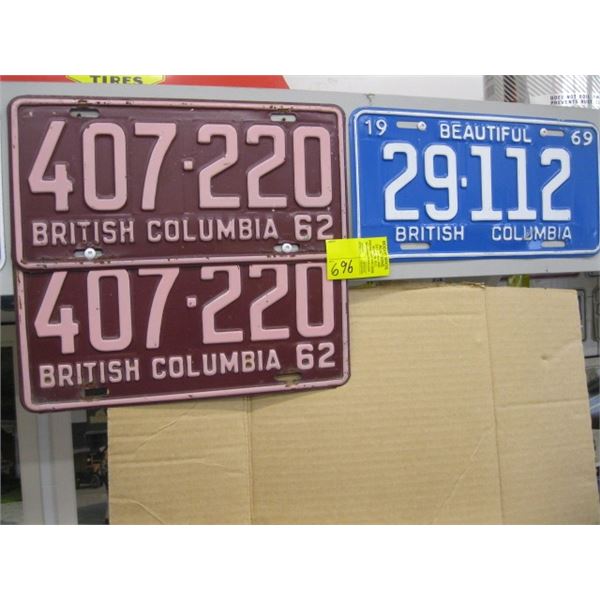 TIRES
407·220
BRITISH COLUMBIA 62
407·220
BRITISH COLUMBIA 62
696
19 BEAUTIFUL 69
29·112
BRITISH COLUMBIA